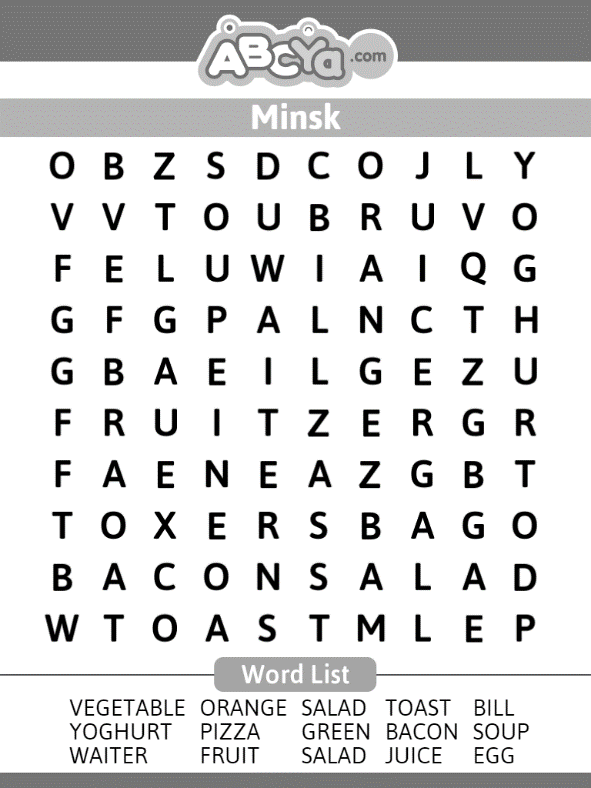 ABCya.com
Minsk
O B Z S D C O J L Y
V V T O U B R U V O
F E L U W I A I Q G
G F G P A L N C T H
G B A E I L G E Z U
F R U I T Z E R G R
F A E N E A Z G B T
T O X E R S B A G O
B A C O N S A L A D
W T O A S T M L E P
Word List
VEGETABLE ORANGE SALAD TOAST BILL
YOGHURT PIZZA GREEN BACON SOUP
WAITER FRUIT SALAD JUICE EGG